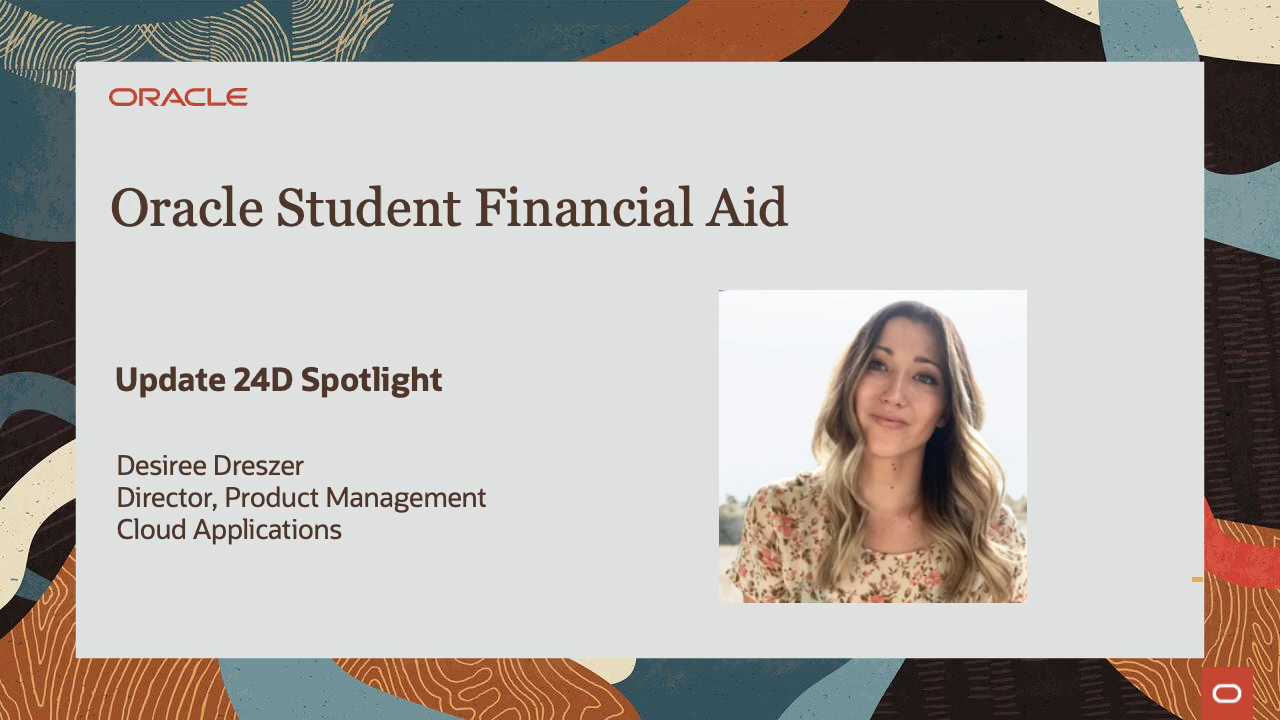 ORACLE
Oracle Student Financial Aid
Update 24D Spotlight
Desiree Dreszer
Director, Product Management
Cloud Applications